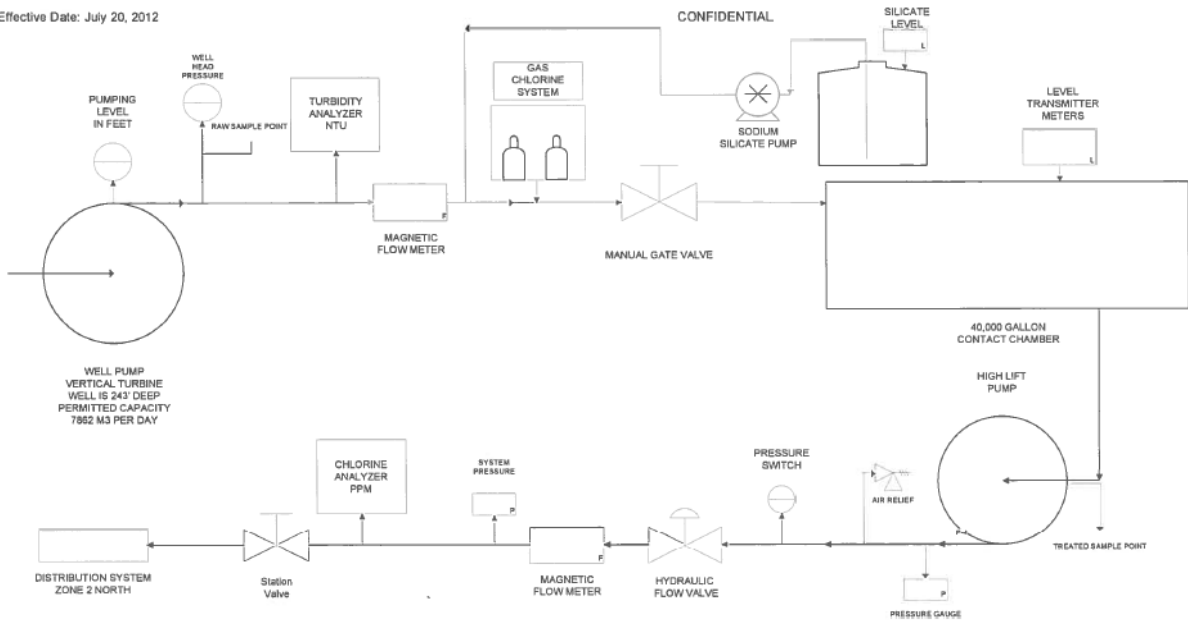 Effective Date: July 20, 2012
CONFIDENTIAL
SILICATE
LEVEL
L
WELL
HEAD
PRESSURE
GAS
CHLORINE
SYSTEM
PUMPING
LEVEL
IN FEET
RAW SAMPLE POINT
TURBIDITY
ANALYZER
NTU
SODIUM
SILICATE PUMP
LEVEL
TRANSMITTER
METERS
L
F
MAGNETIC
FLOW METER
MANUAL GATE VALVE
40,000 GALLON
CONTACT CHAMBER
WELL PUMP
VERTICAL TURBINE
WELL IS 243' DEEP
PERMITTED CAPACITY
7862 M3 PER DAY
HIGH LIFT
PUMP
CHLORINE
ANALYZER
PPM
SYSTEM
PRESSURE
P
PRESSURE
SWITCH
AIR RELIEF
TREATED SAMPLE POINT
F
DISTRIBUTION SYSTEM
ZONE 2 NORTH
Station
Valve
MAGNETIC
FLOW METER
HYDRAULIC
FLOW VALVE
P
PRESSURE GAUGE